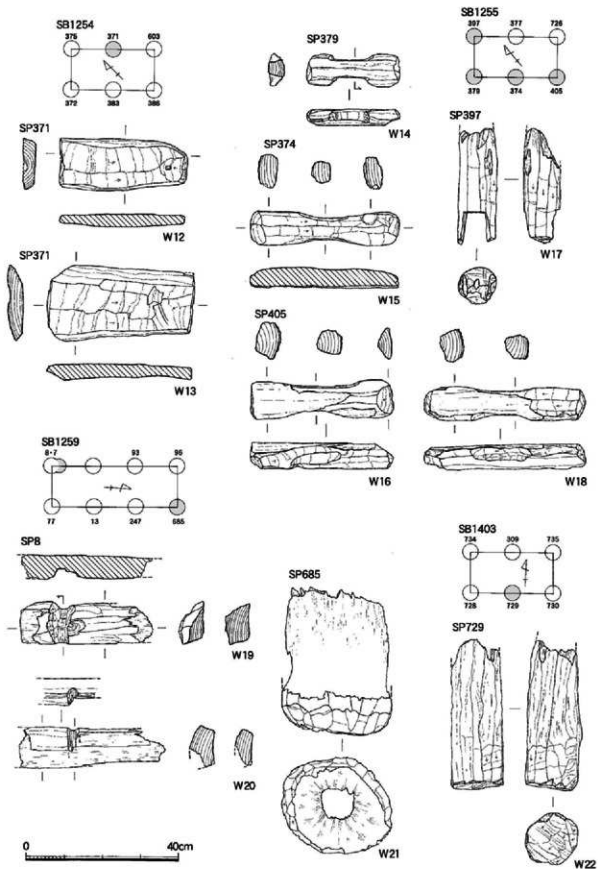 SB1254
375 371 603
372 383 386
SP371
W12
SP371
W13
SP379
W14
SP374
W15
SP405
W16
W18
SB1255
397 377 726
379 374 405
SP397
W17
SB1259
8・7 93 95
77 13 247 685
SP8
W19
W20
SP685
W21
SB1403
734 309 735
728 729 730
SP729
W22
0 40cm